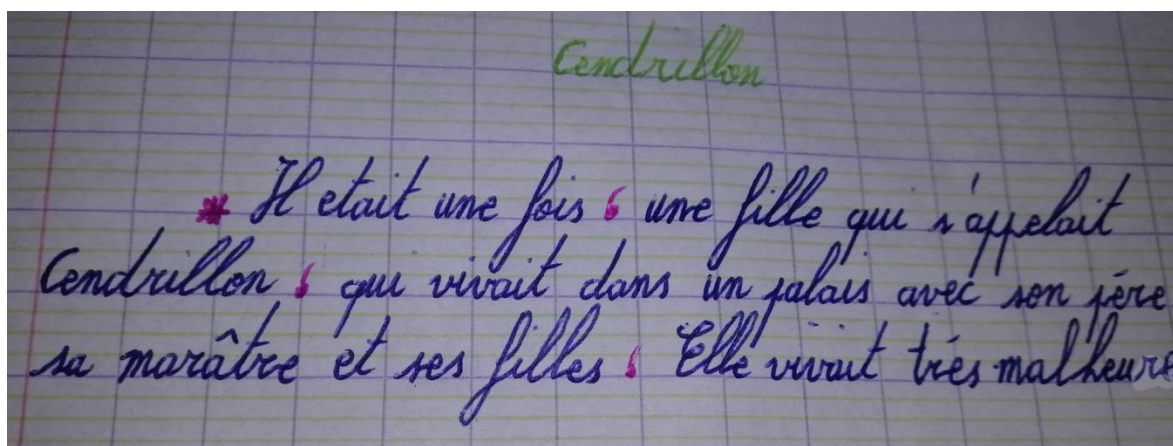 Cendrillon
* Il etait une fois, une fille qui s'appelait
Cendrillon, qui vivait dans un palais avec son père
sa marâtre et ses filles. Elle vivait très malheure